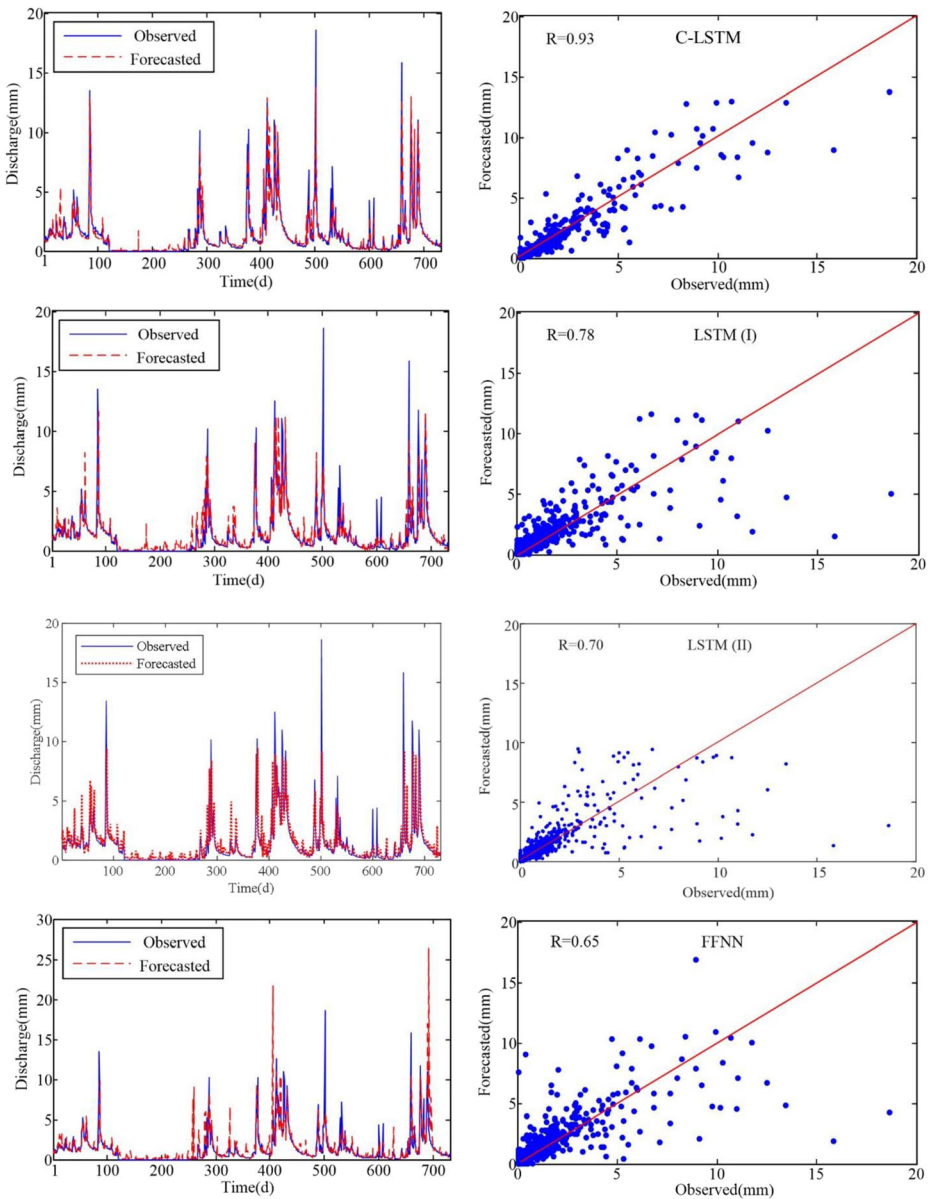 Observed
Forecasted
20
15
10
5
0
Discharge(mm)
1 100 200 300 400 500 600 700
Time(d)
R=0.93 C-LSTM
20
15
10
5
Forecasted(mm)
0 5 10 15 20
Observed(mm)
Observed
Forecasted
20
15
10
5
0
Discharge(mm)
1 100 200 300 400 500 600 700
Time(d)
R=0.78 LSTM (I)
20
15
10
5
0
Forecasted(mm)
0 5 10 15 20
Observed(mm)
Observed
Forecasted
20
15
10
5
0
Discharge(mm)
100 200 300 400 500 600 700
Time(d)
R=0.70 LSTM (II)
20
15
10
5
0
Forecasted(mm)
0 5 10 15 20
Observed(mm)
Observed
Forecasted
30
25
20
15
10
5
0
Discharge(mm)
1 100 200 300 400 500 600 700
Time(d)
R=0.65 FFNN
20
15
10
5
0
Forecasted(mm)
0 5 10 15 20
Observed(mm)